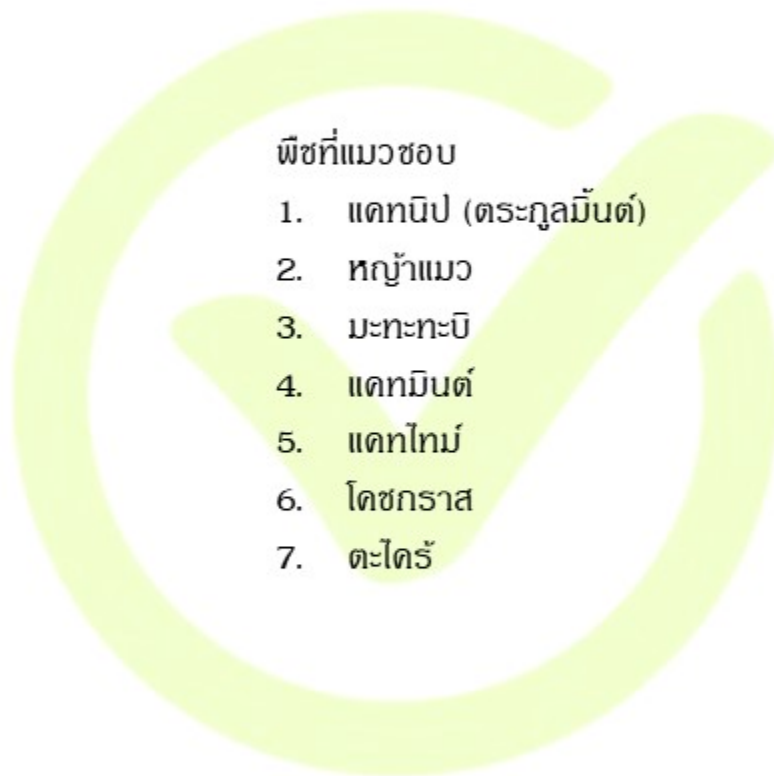 พืชที่แมวชอบ
1. แคทนิป (ตระกูลมิ้นต์)
2. หญ้าแมว
3. มะทะทะบิ
4. แคทมินต์
5. แคทไทม์
6. โคซกราส
7. ตะไคร้